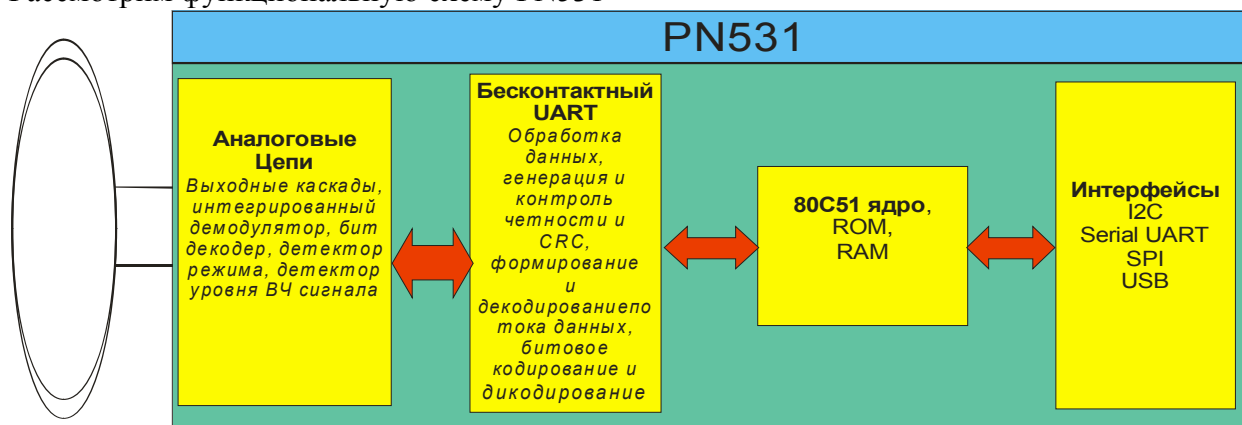 Рассмотрим функциональную схему PN531
PN531
Аналоговые
Цепи
Выходные каскады,
интегрированный
демодулятор, бит
декодер, детектор
режима, детектор
уровня ВЧ сигнала
Бесконтактный
UART
Обработка
данных,
генерация и
контроль
четности и
CRC,
формирование
и
декодированиепо
тока данных,
битовое
кодирование и
дикодирование
80C51 ядро,
ROM,
RAM
Интерфейсы
I2C
Serial UART
SPI
USB